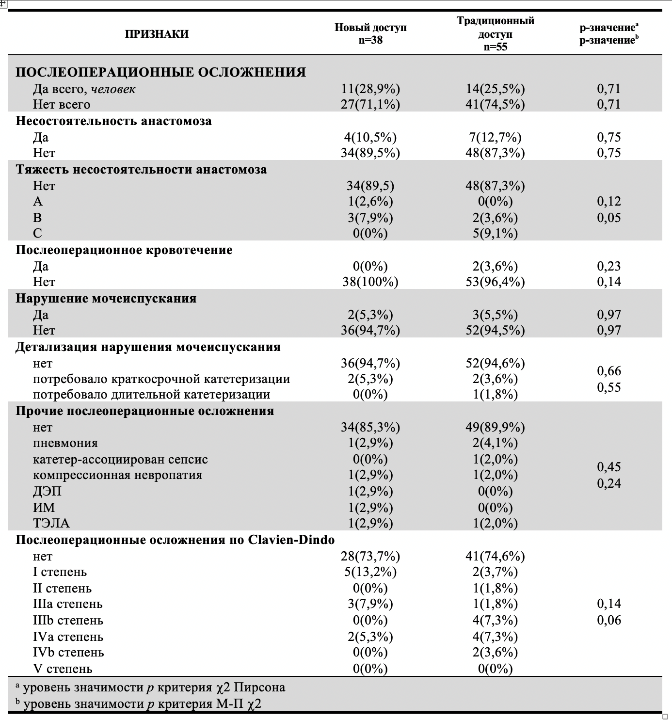 ПРИЗНАКИ Новый доступ n=38 Традиционный доступ n=55 p-значениеᵃ p-значениеᵇ
ПОСЛЕОПЕРАЦИОННЫЕ ОСЛОЖНЕНИЯ
Да всего, человек 11(28,9%) 14(25,5%) 0,71
Нет всего 27(71,1%) 41(74,5%) 0,71
Несостоятельность анастомоза
Да 4(10,5%) 7(12,7%) 0,75
Нет 34(89,5%) 48(87,3%) 0,75
Тяжесть несостоятельности анастомоза
Нет 34(89,5) 48(87,3%)
A 1(2,6%) 0(0%) 0,12
B 3(7,9%) 2(3,6%) 0,05
C 0(0%) 5(9,1%)
Послеоперационное кровотечение
Да 0(0%) 2(3,6%) 0,23
Нет 38(100%) 53(96,4%) 0,14
Нарушение мочеиспускания
Да 2(5,3%) 3(5,5%) 0,97
Нет 36(94,7%) 52(94,5%) 0,97
Детализация нарушения мочеиспускания
нет 36(94,7%) 52(94,6%)
0,66
потребовало краткосрочной катетеризации 2(5,3%) 2(3,6%)
0,55
потребовало длительной катетеризации 0(0%) 1(1,8%)
Прочие послеоперационные осложнения
нет 34(85,3%) 49(89,9%)
пневмония 1(2,9%) 2(4,1%)
катетер-ассоциирован сепсис 0(0%) 1(2,0%)
0,45
компрессионная невропатия 1(2,9%) 1(2,0%)
0,24
ДЭП 1(2,9%) 0(0%)
ИМ 1(2,9%) 0(0%)
ТЭЛА 1(2,9%) 1(2,0%)
Послеоперационные осложнения по Clavien-Dindo
нет 28(73,7%) 41(74,6%)
I степень 5(13,2%) 2(3,7%)
II степень 0(0%) 1(1,8%)
IIIa степень 3(7,9%) 1(1,8%) 0,14
IIIb степень 0(0%) 4(7,3%) 0,06
IVa степень 2(5,3%) 4(7,3%)
IVb степень 0(0%) 2(3,6%)
V степень 0(0%) 0(0%)
ᵃ уровень значимости p критерия χ2 Пирсона
ᵇ уровень значимости p критерия М-П χ2